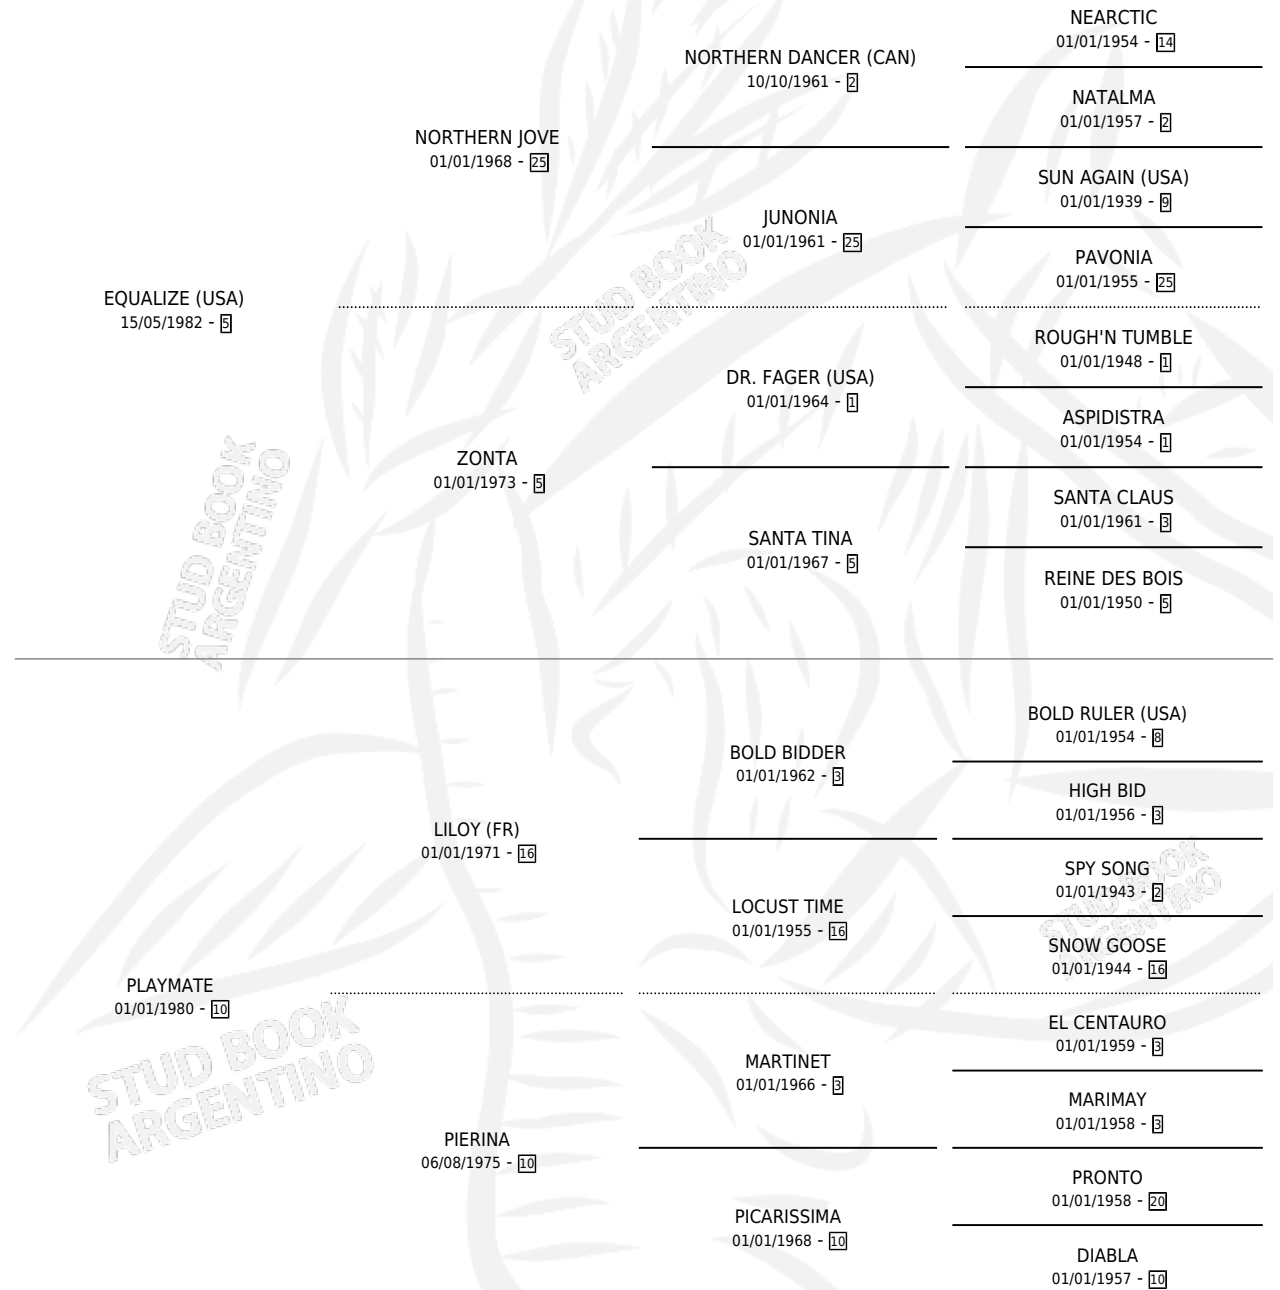 NEARCTIC
01/01/1954 - 14
NORTHERN DANCER (CAN)
10/10/1961 - 2
NATALMA
01/01/1957 - 2
NORTHERN JOVE
01/01/1968 - 25
SUN AGAIN (USA)
01/01/1939 - 9
JUNONIA
01/01/1961 - 25
PAVONIA
01/01/1955 - 25
EQUALIZE (USA)
15/05/1982 - 5
STUD BOOK
ARGENTINO
ROUGH'N TUMBLE
01/01/1948 - 1
DR. FAGER (USA)
01/01/1964 - 1
ASPIDISTRA
01/01/1954 - 1
ZONTA
01/01/1973 - 5
SANTA CLAUS
01/01/1961 - 3
SANTA TINA
01/01/1967 - 5
REINE DES BOIS
01/01/1950 - 5
STUD BOOK
ARGENTINO
BOLD RULER (USA)
01/01/1954 - 8
BOLD BIDDER
01/01/1962 - 3
HIGH BID
01/01/1956 - 3
LILOY (FR)
01/01/1971 - 16
SPY SONG
01/01/1943 - 2
LOCUST TIME
01/01/1955 - 16
SNOW GOOSE
01/01/1944 - 16
STUD BOOK
ARGENTINO
PLAYMATE
01/01/1980 - 10
EL CENTAURO
01/01/1959 - 3
MARTINET
01/01/1966 - 3
MARIMAY
01/01/1958 - 3
STUD BOOK
ARGENTINO
PIERINA
06/08/1975 - 10
PRONTO
01/01/1958 - 20
PICARISSIMA
01/01/1968 - 10
DIABLA
01/01/1957 - 10